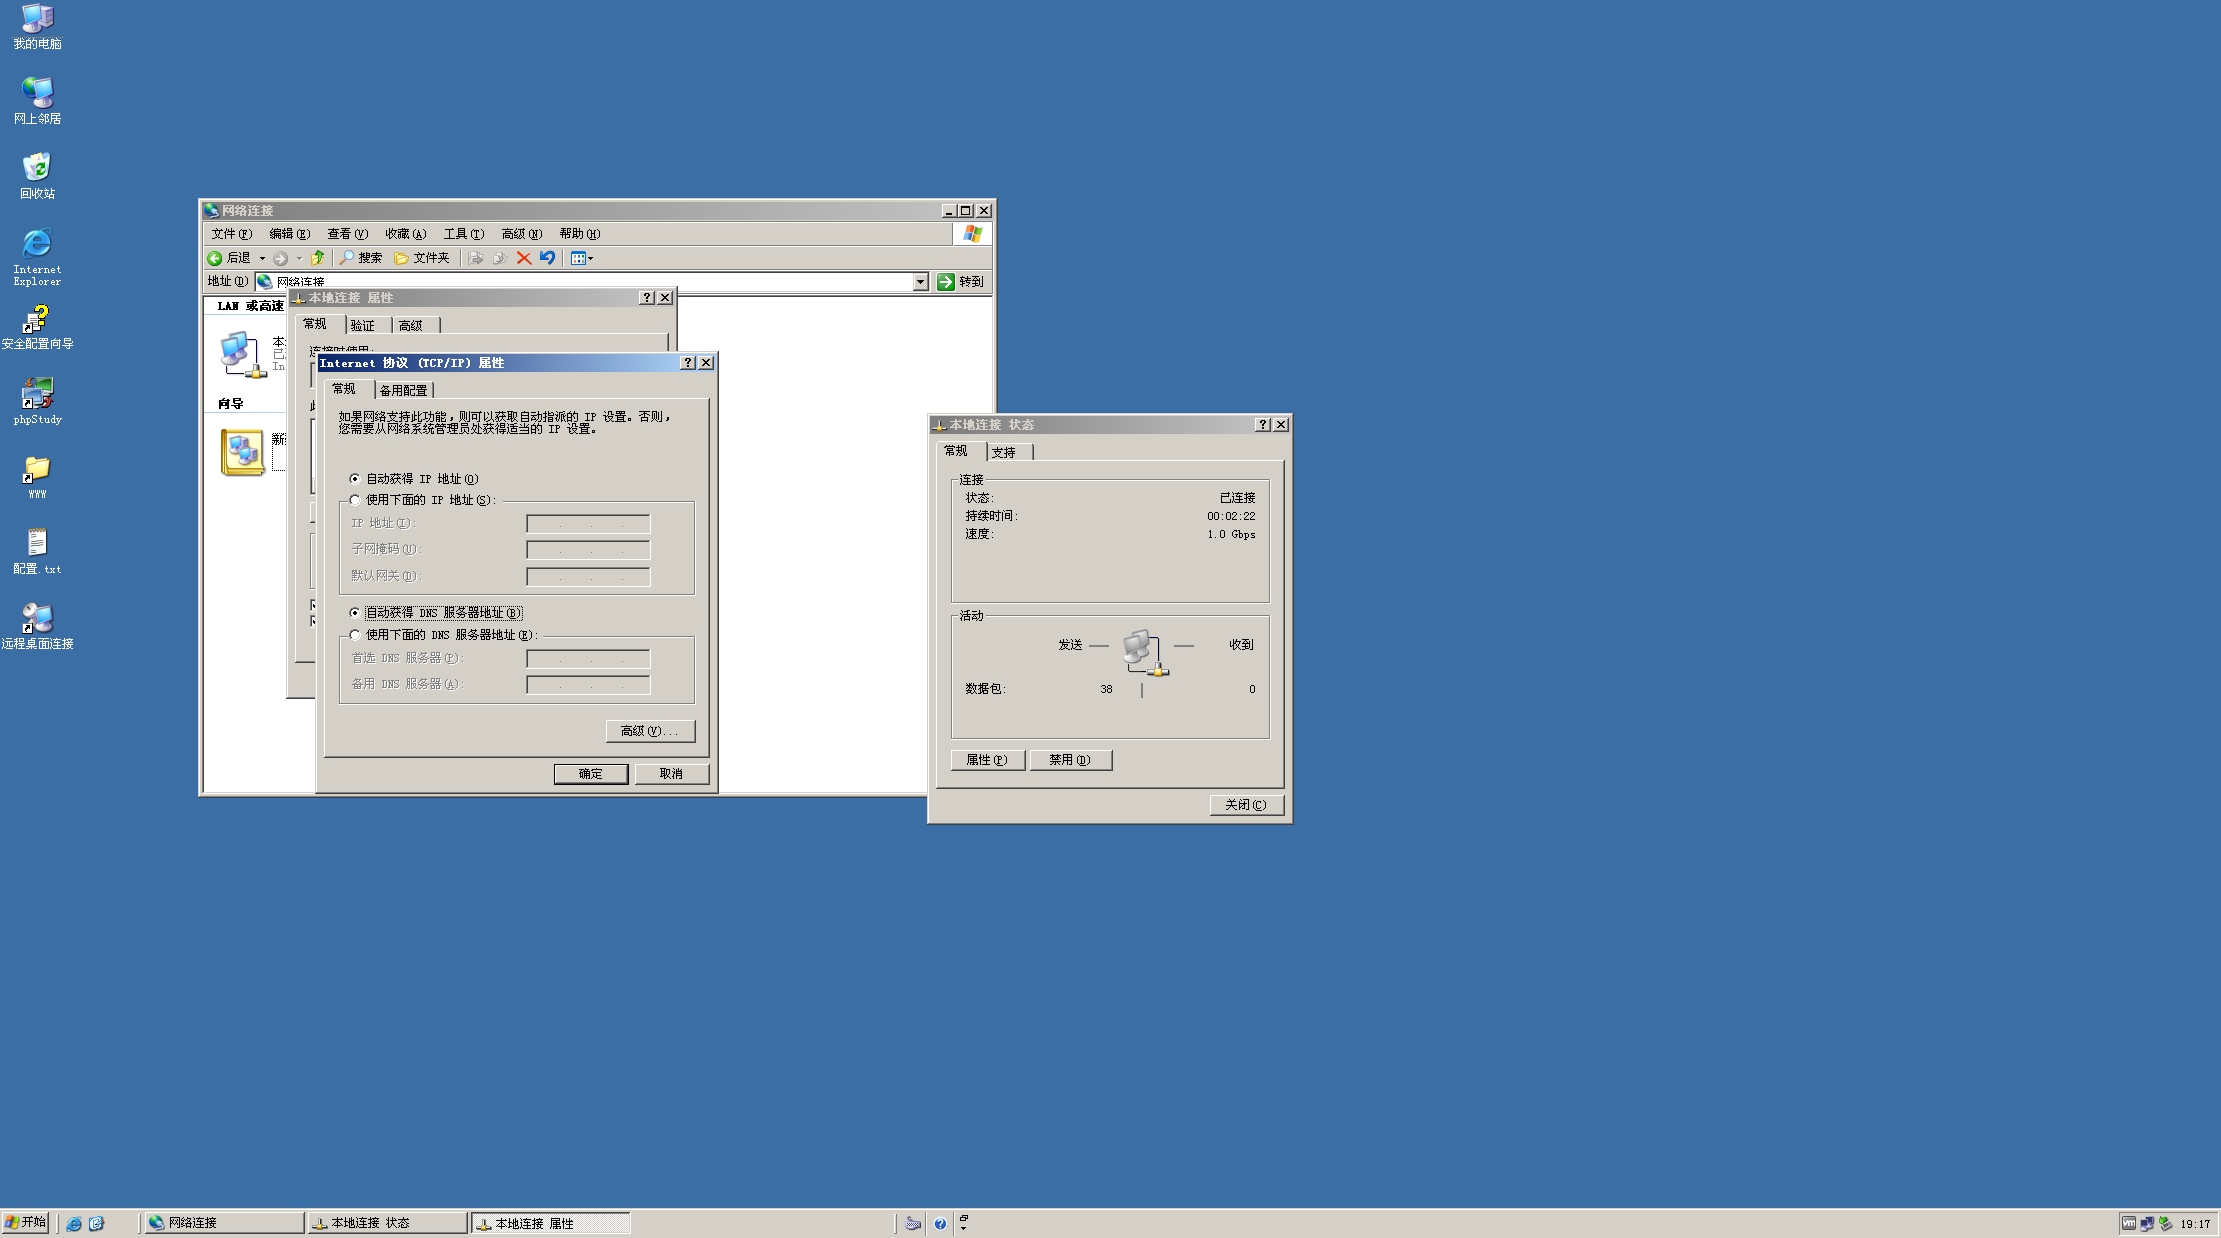 我的电脑
网上邻居
回收站
Internet
Explorer
安全配置向导
phpStudy
WWW
配置.txt
远程桌面连接
网络连接
文件(F) 编辑(E) 查看(V) 收藏(A) 工具(T) 高级(N) 帮助(H)
后退 搜索 文件夹
地址(D) 网络连接 转到
LAN 或高速
本
已
In
向导
新
本地连接 属性
常规 验证 高级
连接时使用:
Internet 协议 (TCP/IP) 属性
常规 备用配置
如果网络支持此功能,则可以获取自动指派的 IP 设置。否则,
您需要从网络系统管理员处获得适当的 IP 设置。
自动获得 IP 地址(O)
使用下面的 IP 地址(S):
IP 地址(I):
子网掩码(U):
默认网关(D):
自动获得 DNS 服务器地址(B)
使用下面的 DNS 服务器地址(E):
首选 DNS 服务器(P):
备用 DNS 服务器(A):
高级(V)...
确定 取消
本地连接 状态
常规 支持
连接
状态: 已连接
持续时间: 00:02:22
速度: 1.0 Gbps
活动
发送 收到
数据包: 38 0
属性(P) 禁用(D)
关闭(C)
开始 网络连接 本地连接 状态 本地连接 属性 19:17